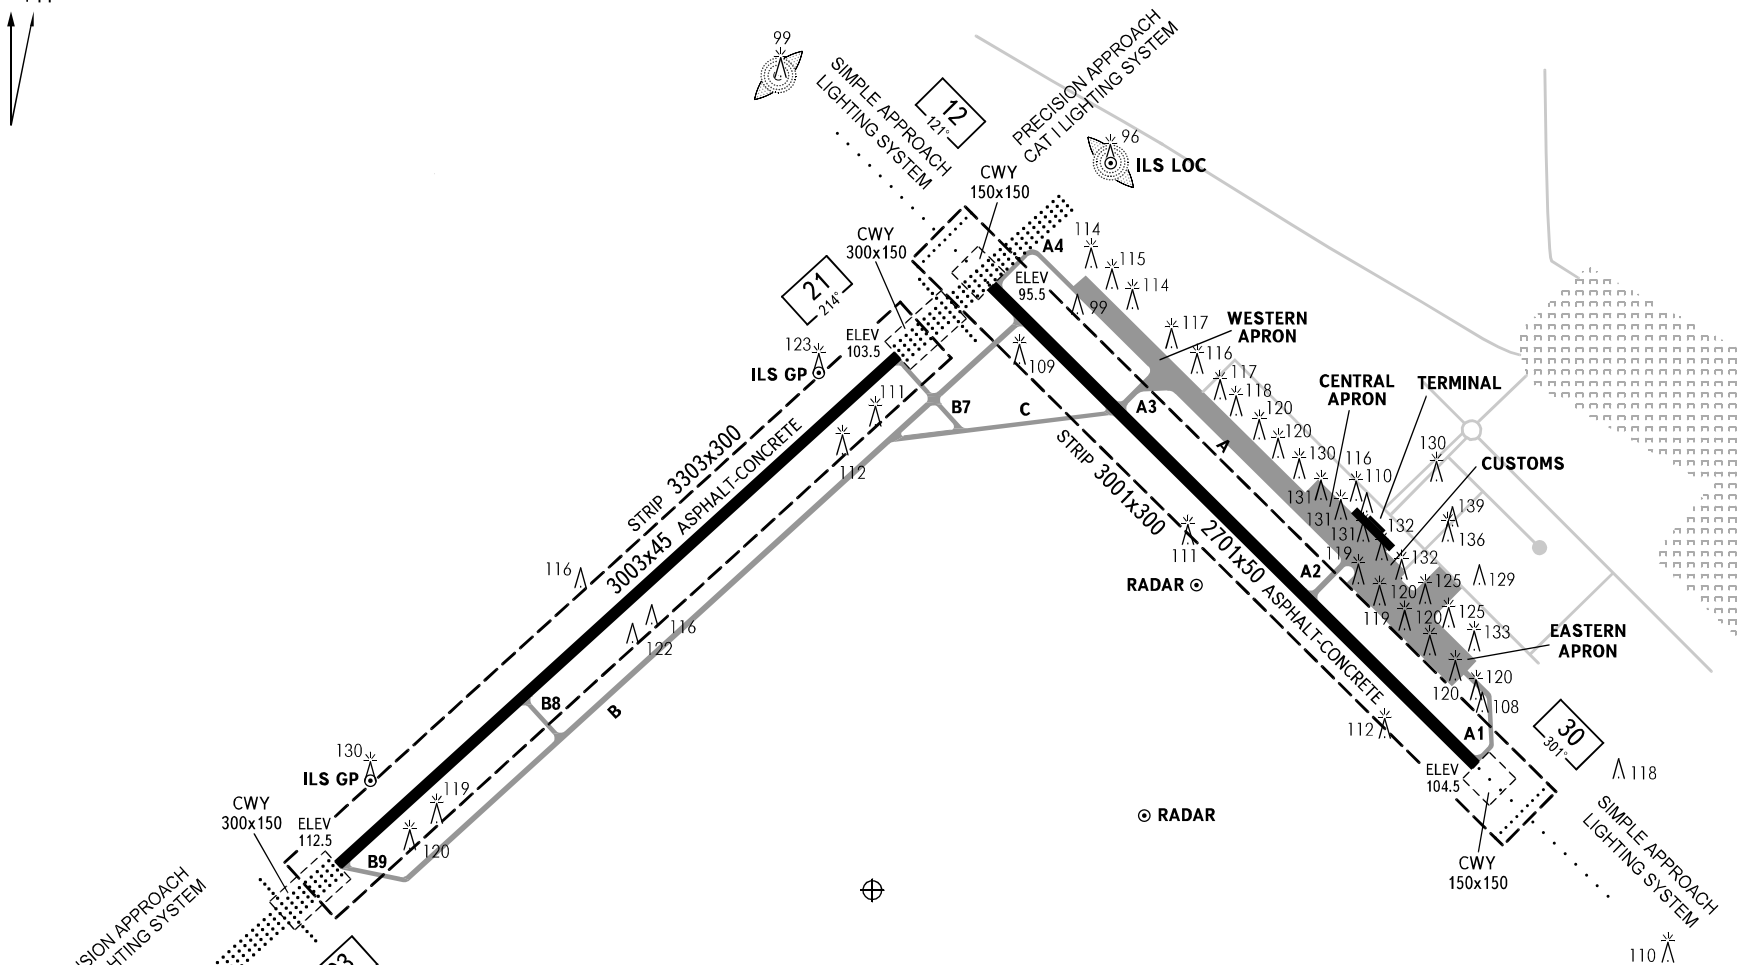 99
SIMPLE APPROACH
LIGHTING SYSTEM
12
121°
PRECISION APPROACH
CAT I LIGHTING SYSTEM
96
ILS LOC
CWY
150x150
CWY
300x150
21
214°
A4
114
115
114
ELEV
95.5
99
WESTERN
APRON
117
116
117
118
120
120
130
ELEV
103.5
123
ILS GP
109
111
112
B7
C
A3
A
CENTRAL
APRON
TERMINAL
130
CUSTOMS
116
110
131
131
131
132
139
136
132
129
119
125
120
125
119
120
133
EASTERN
APRON
120
120
108
STRIP 3303x300
3003x45 ASPHALT-CONCRETE
STRIP 3001x300
2701x50 ASPHALT-CONCRETE
111
RADAR
A2
116
116
122
B8
B
112
A1
30
301°
118
ELEV
104.5
130
ILS GP
119
120
CWY
300x150
ELEV
112.5
B9
RADAR
CWY
150x150
SIMPLE APPROACH
LIGHTING SYSTEM
110
APPROACH
SYSTEM